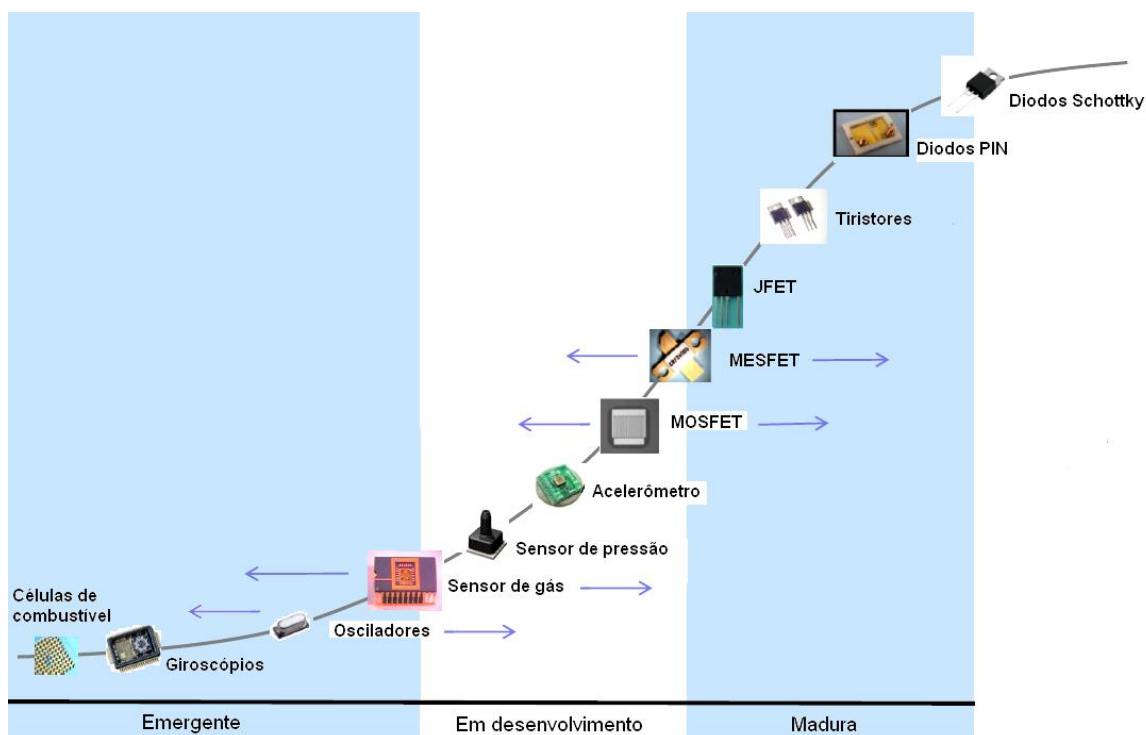 Diodos Schottky
Diodos PIN
Tiristores
JFET
MESFET
MOSFET
Acelerômetro
Sensor de pressão
Sensor de gás
Células de
combustível
Osciladores
Giroscópios
Emergente
Em desenvolvimento
Madura